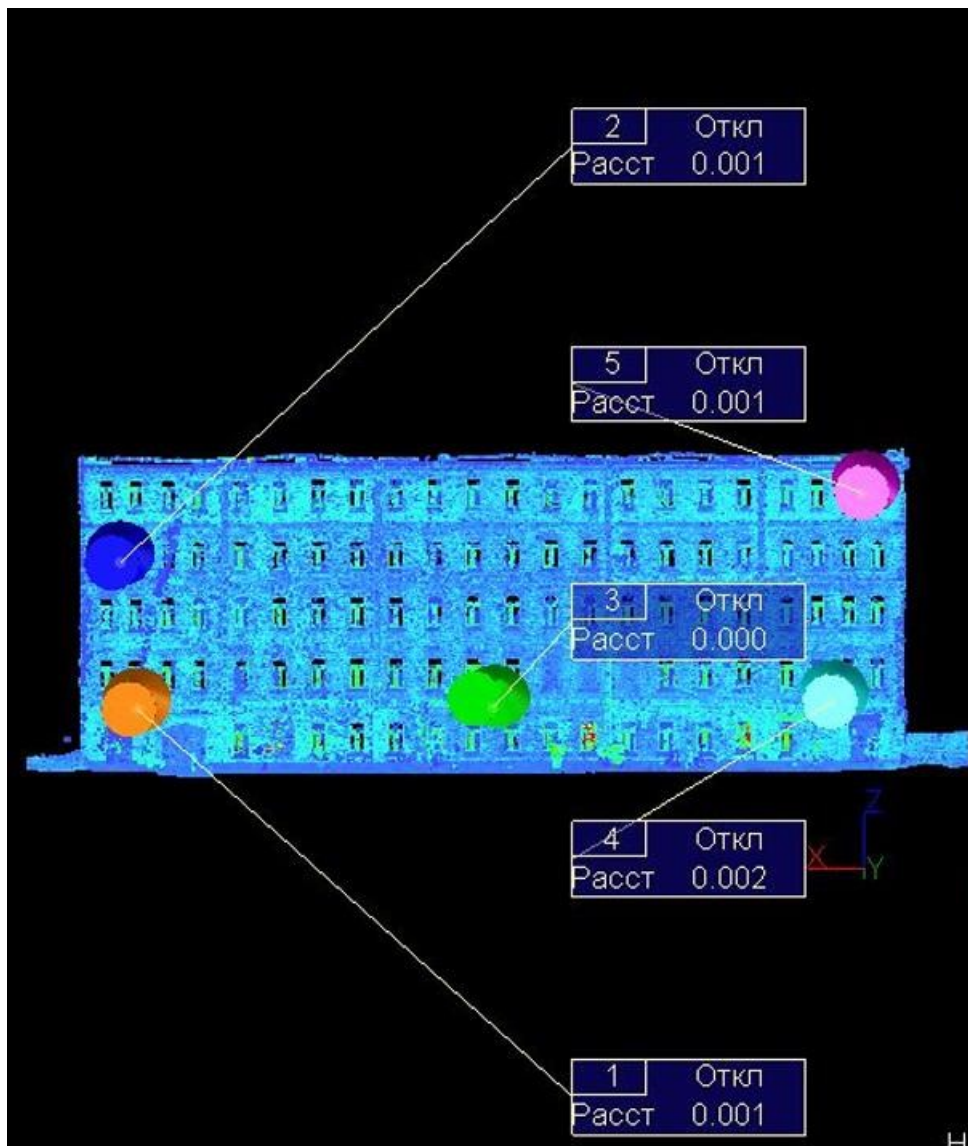 2 Откл
Расст 0.001
5 Откл
Расст 0.001
3 Откл
Расст 0.000
4 Откл
Расст 0.002
X Z Y
1 Откл
Расст 0.001
H